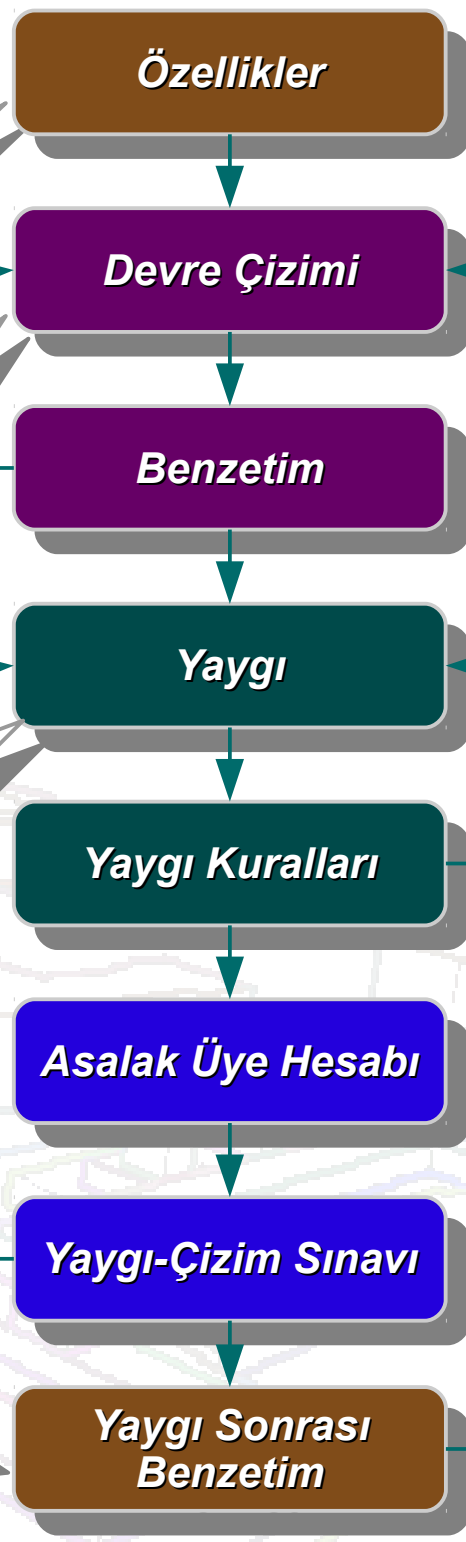 Özellikler
Devre Çizimi
Benzetim
Yaygı
Yaygı Kuralları
Asalak Üye Hesabı
Yaygı-Çizim Sınavı
Yaygı Sonrası
Benzetim